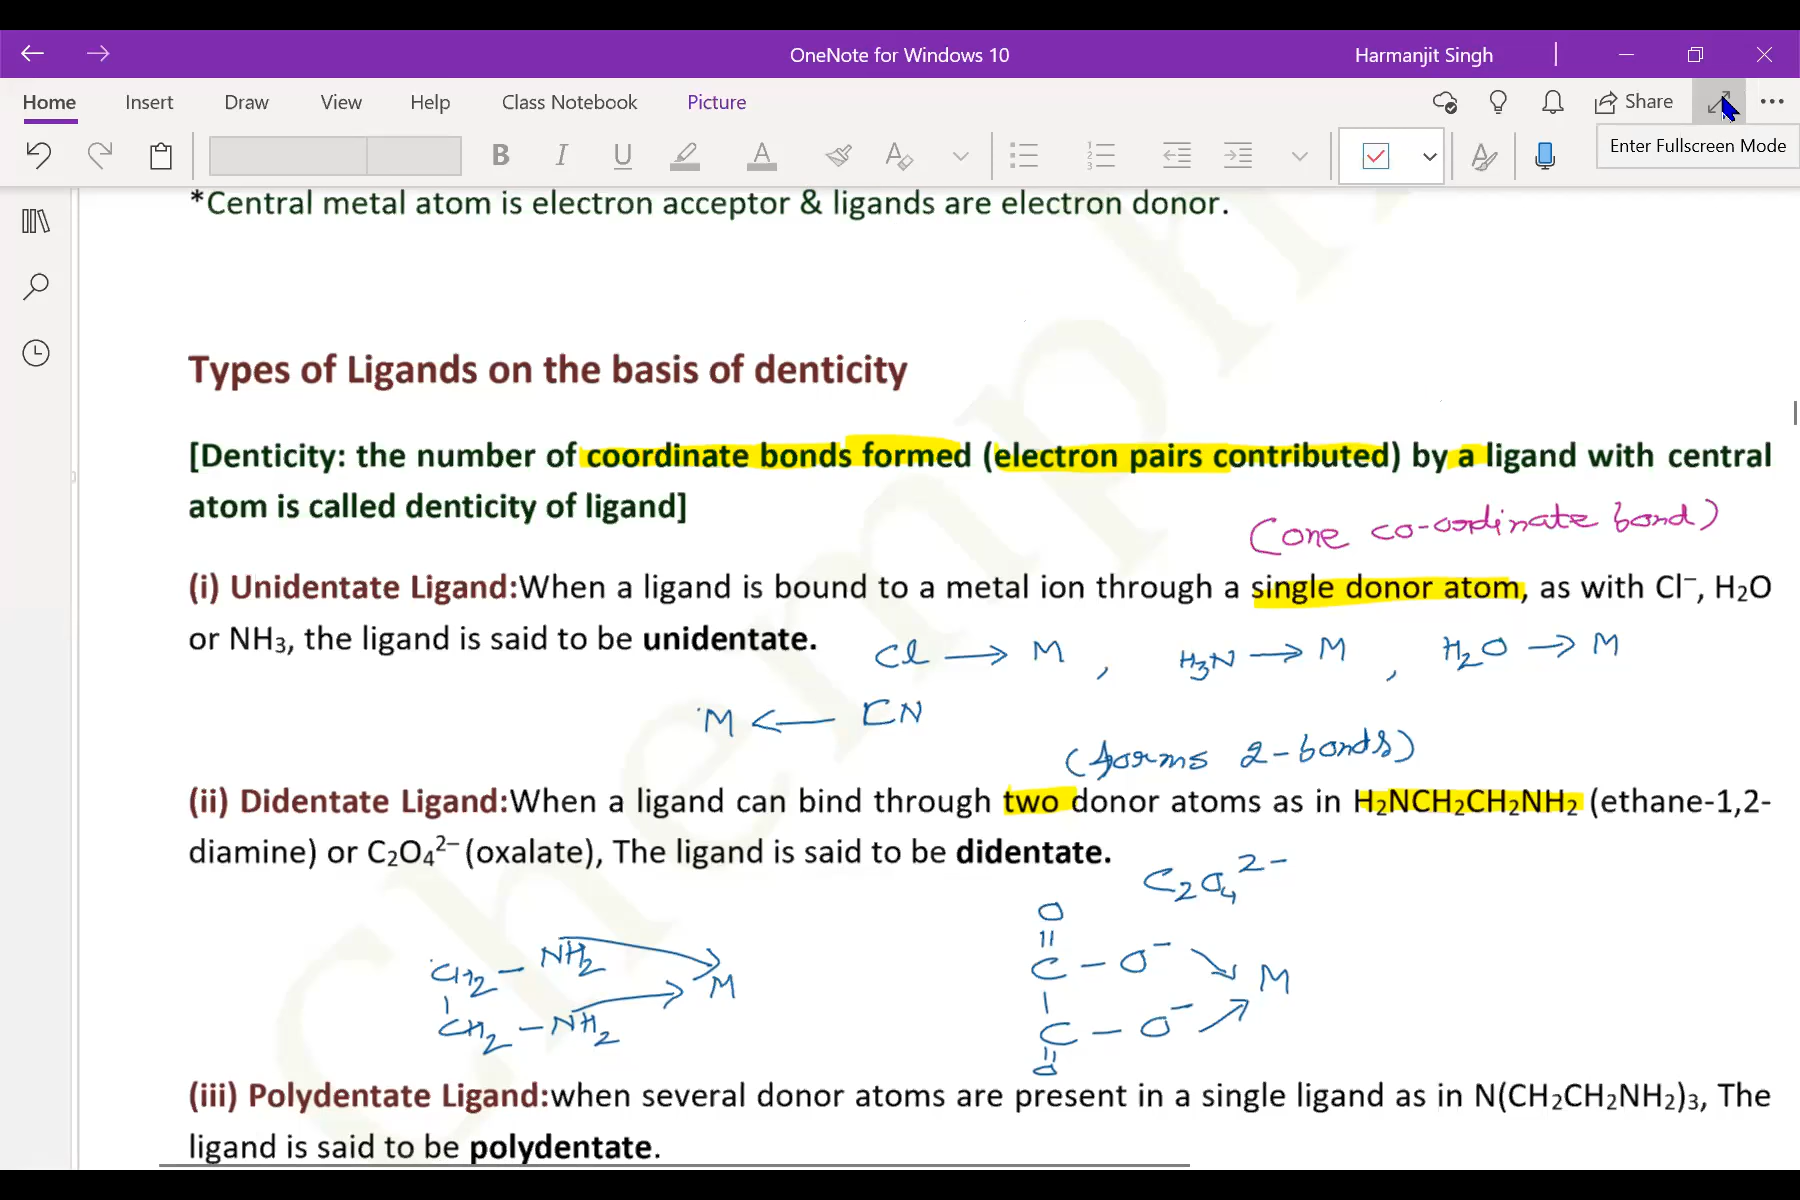 OneNote for Windows 10
Harmanjit Singh
Home Insert Draw View Help Class Notebook Picture
Share
B I U A A
Enter Fullscreen Mode
*Central metal atom is electron acceptor & ligands are electron donor.
Types of Ligands on the basis of denticity
[Denticity: the number of coordinate bonds formed (electron pairs contributed) by a ligand with central
atom is called denticity of ligand]
(one co-ordinate bond)
(i) Unidentate Ligand:When a ligand is bound to a metal ion through a single donor atom, as with Cl⁻, H₂O
or NH₃, the ligand is said to be unidentate.
Cl → M , H₃N → M , H₂O → M
M ← CN
(forms 2-bonds)
(ii) Didentate Ligand:When a ligand can bind through two donor atoms as in H₂NCH₂CH₂NH₂ (ethane-1,2-
diamine) or C₂O₄²⁻ (oxalate), The ligand is said to be didentate.
C₂O₄²⁻
O
CH₂ – NH₂ → M
CH₂ – NH₂
C – O⁻ → M
C – O⁻
O
(iii) Polydentate Ligand:when several donor atoms are present in a single ligand as in N(CH₂CH₂NH₂)₃, The
ligand is said to be polydentate.
Chemphi